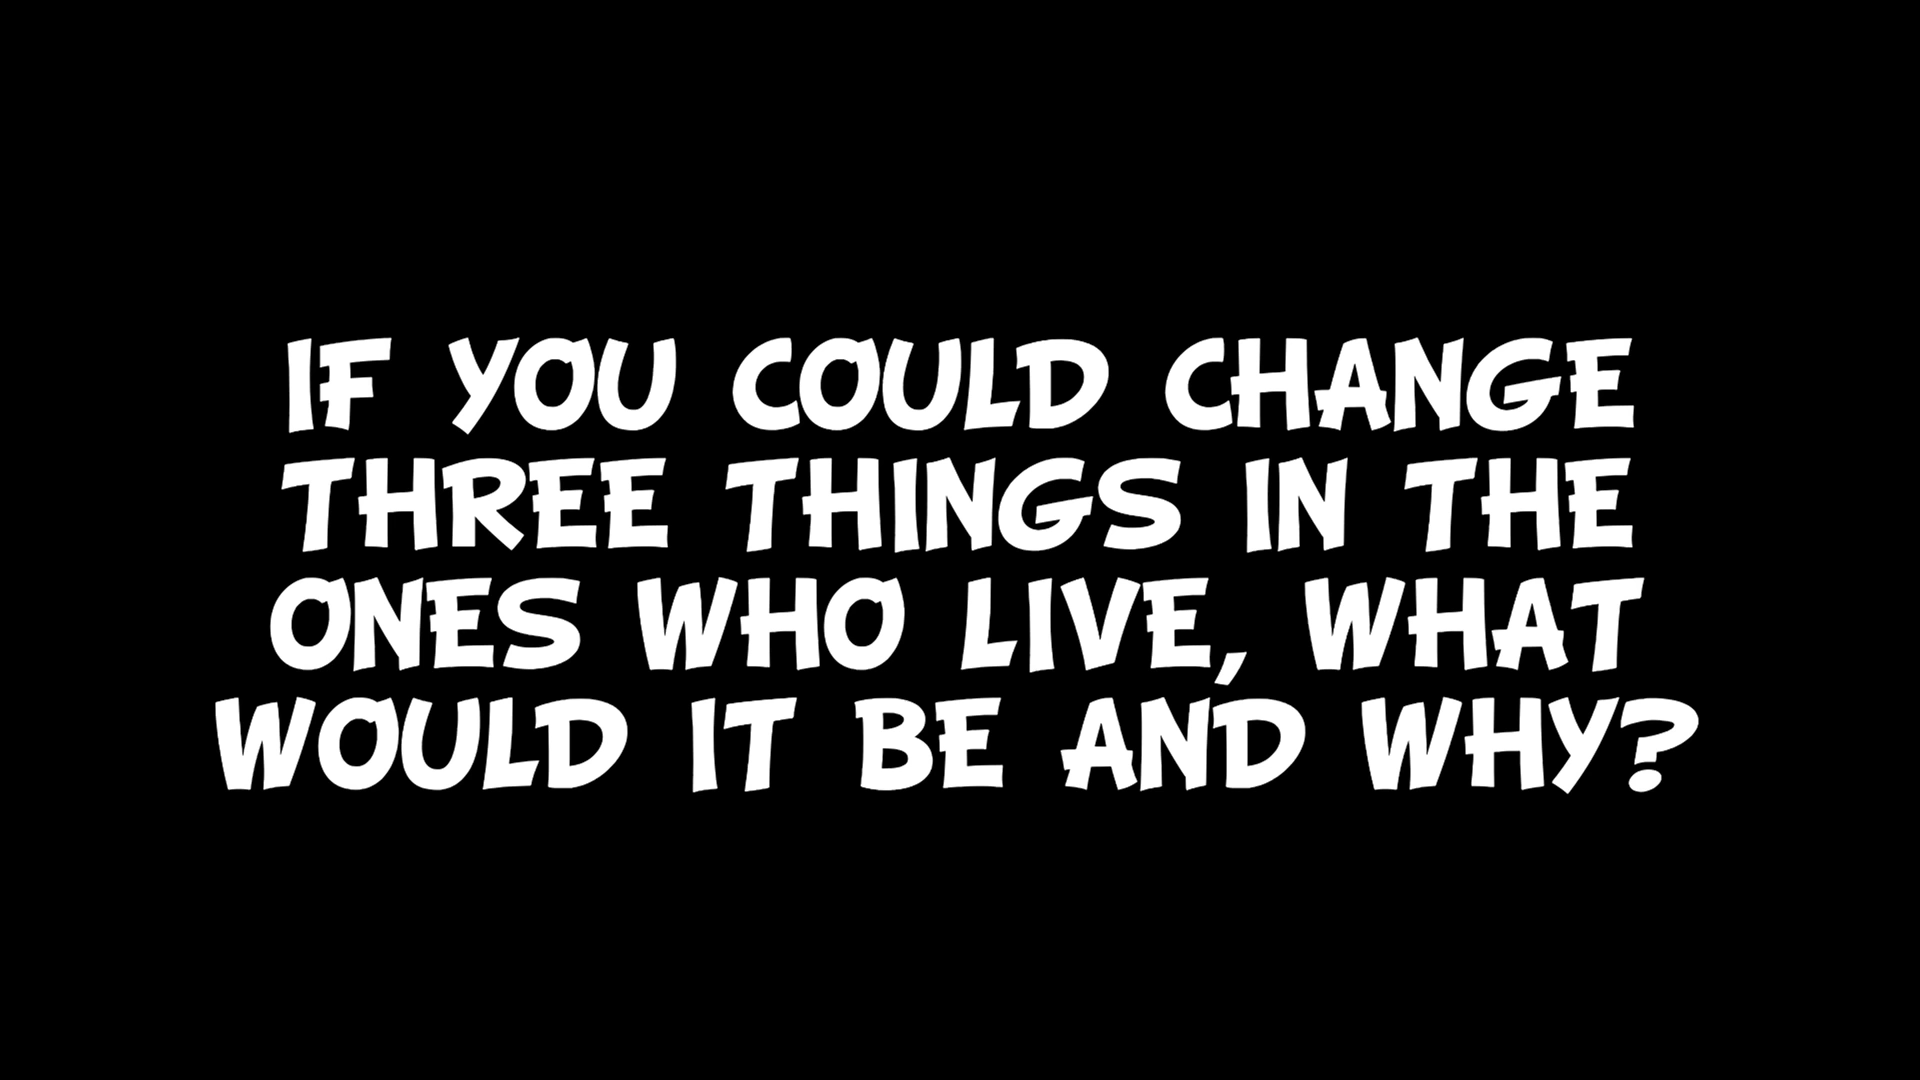 IF YOU COULD CHANGE
THREE THINGS IN THE
ONES WHO LIVE, WHAT
WOULD IT BE AND WHY?